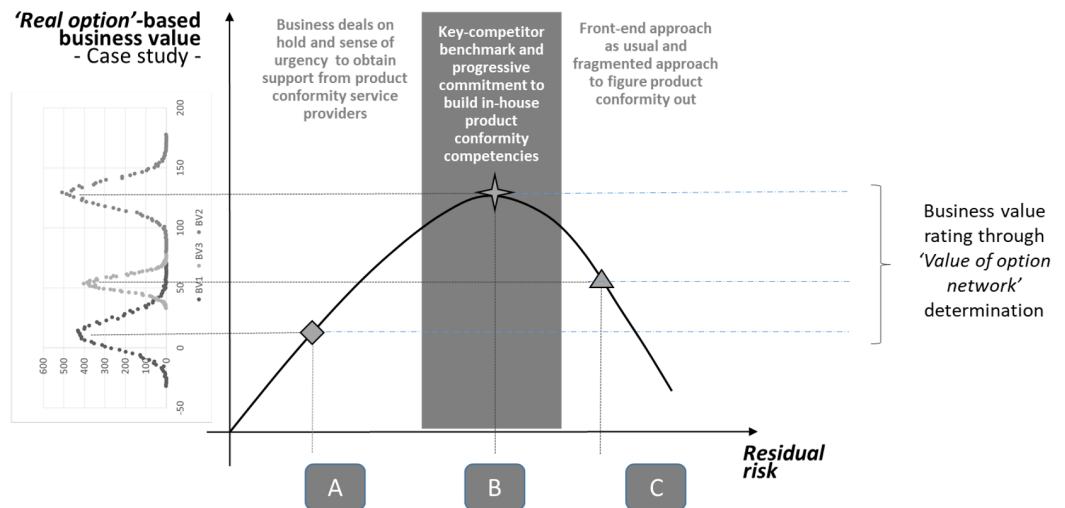 ‘Real option’-based
business value
- Case study -
Business deals on
hold and sense of
urgency to obtain
support from product
conformity service
providers
Key-competitor
benchmark and
progressive
commitment to
build in-house
product
conformity
competencies
Front-end approach
as usual and
fragmented approach
to figure product
conformity out
200
150
100
50
0
-50
600
500
400
300
200
100
0
BV1
BV3
BV2
Business value
rating through
‘Value of option
network’
determination
Residual
risk
A
B
C